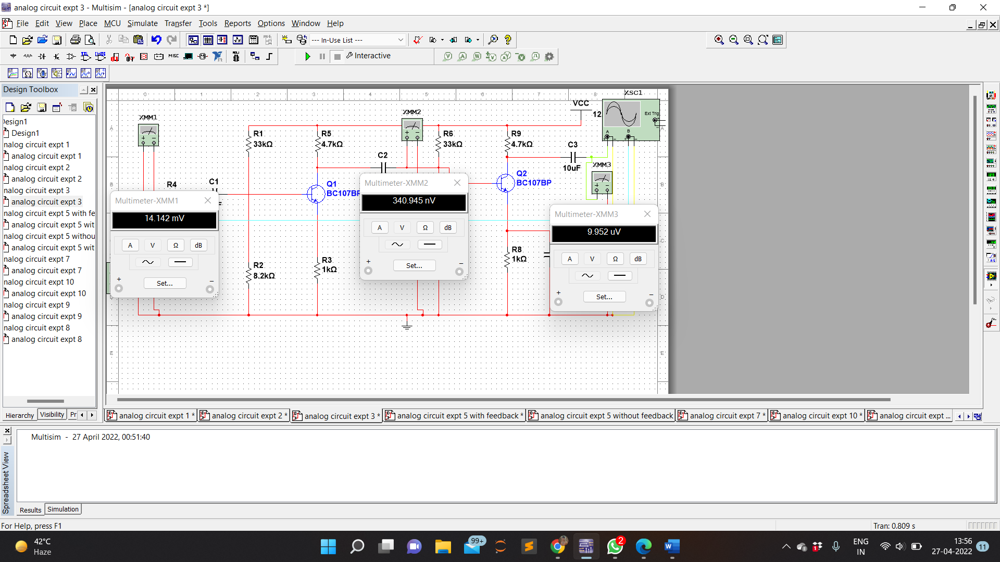 analog circuit expt 3 - Multisim - [analog circuit expt 3 *]
File Edit View Place MCU Simulate Transfer Tools Reports Options Window Help
--- In-Use List ---
MISC Interactive
Design Toolbox
esign1
Design1
nalog circuit expt 1
analog circuit expt 1
nalog circuit expt 2
analog circuit expt 2
nalog circuit expt 3
analog circuit expt 3
nalog circuit expt 5 with fe
analog circuit expt 5 wit
nalog circuit expt 5 withou
analog circuit expt 5 wit
nalog circuit expt 7
analog circuit expt 7
nalog circuit expt 10
analog circuit expt 10
nalog circuit expt 9
analog circuit expt 9
nalog circuit expt 8
analog circuit expt 8
Hierarchy Visibility Pr
0 1 2 3 4 5 6 7 8
A
B
C
D
E
XMM1
XMM2
VCC
12
XSC1
Ext Trig
A B
R1
33kΩ
R5
4.7kΩ
R6
33kΩ
R9
4.7kΩ
C3
10uF
XMM3
C2
R4
C1
Q1
BC107BP
Q2
BC107BP
R2
8.2kΩ
R3
1kΩ
R8
1kΩ
Multimeter-XMM1
14.142 mV
A V Ω dB
Set...
Multimeter-XMM2
340.945 nV
A V Ω dB
Set...
Multimeter-XMM3
9.952 uV
A V Ω dB
Set...
analog circuit expt 1 * analog circuit expt 2 * analog circuit expt 3 * analog circuit expt 5 with feedback * analog circuit expt 5 without feedback analog circuit expt 7 * analog circuit expt 10 * analog circuit expt ...
Spreadsheet View
Multisim - 27 April 2022, 00:51:40
Results Simulation
For Help, press F1
Tran: 0.809 s
42°C
Haze
99+
2
1
ENG
IN
13:56
27-04-2022
11